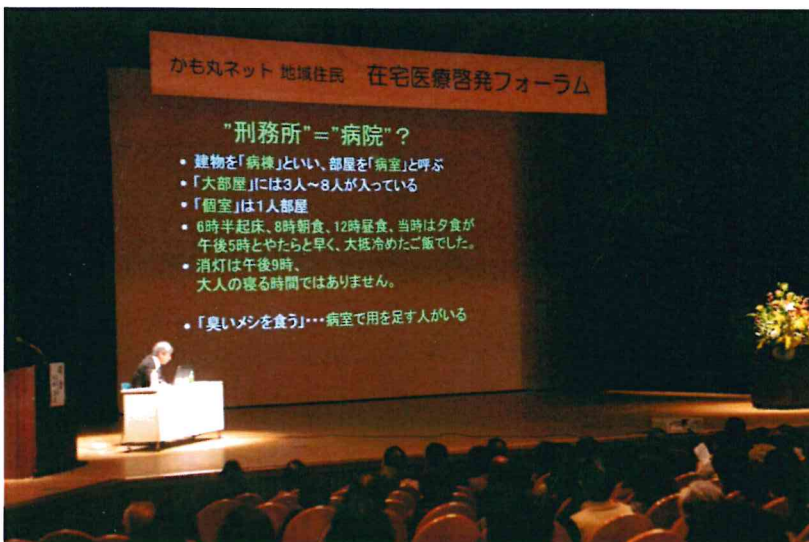 かも丸ネット 地域住民 在宅医療啓発フォーラム
”刑務所”=”病院”?
• 建物を「病棟」といい、部屋を「病室」と呼ぶ
• 「大部屋」には3人～8人が入っている
• 「個室」は1人部屋
• 6時半起床、8時朝食、12時昼食、当時は夕食が
午後5時とやたらと早く、大抵冷めたご飯でした。
• 消灯は午後9時、
大人の寝る時間ではありません。
• 「臭いメシを食う」・・・病室で用を足す人がいる